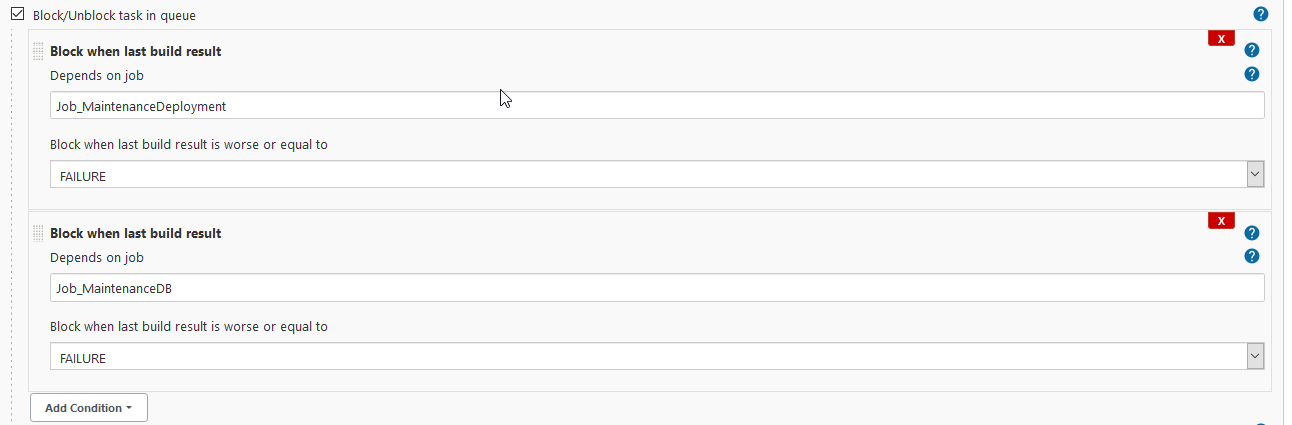 Block/Unblock task in queue
?
X
Block when last build result
?
Depends on job
?
Job_MaintenanceDeployment
Block when last build result is worse or equal to
FAILURE
X
Block when last build result
?
Depends on job
?
Job_MaintenanceDB
Block when last build result is worse or equal to
FAILURE
Add Condition